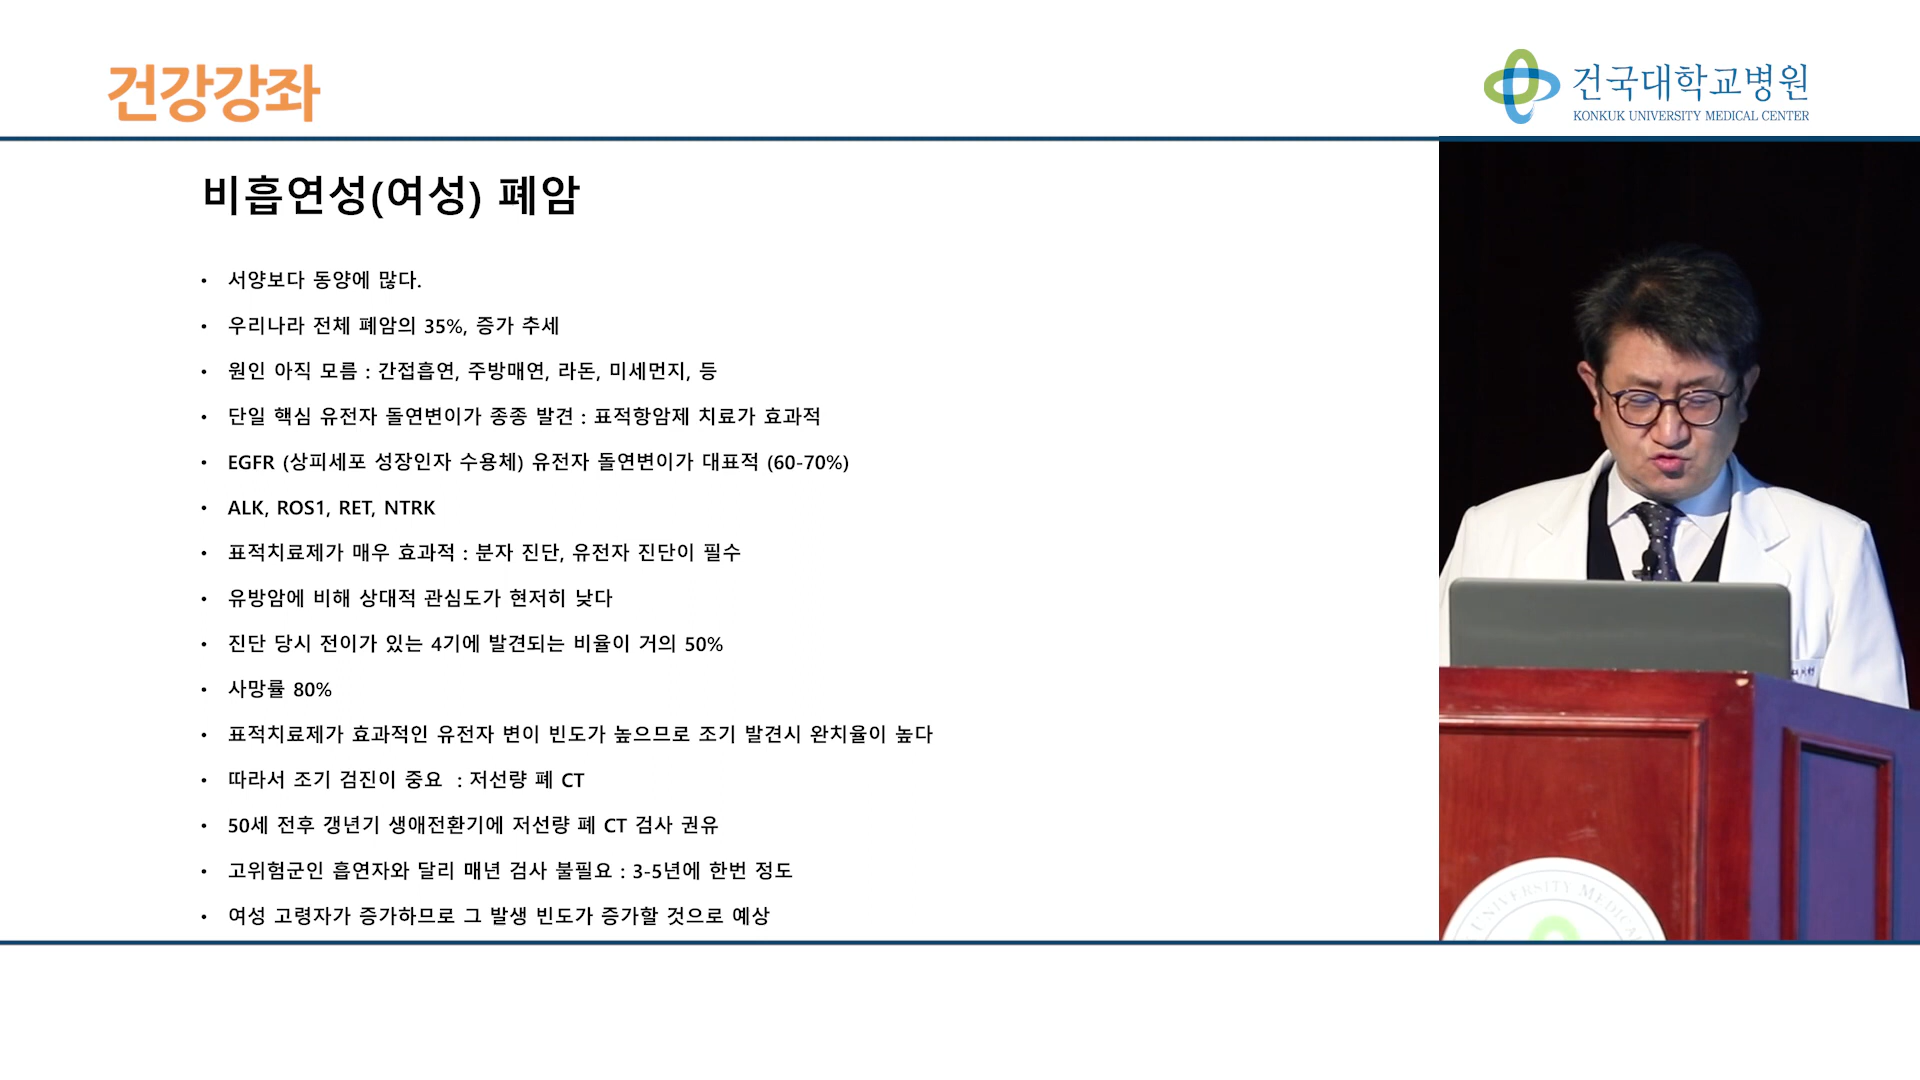 건강강좌
건국대학교병원
KONKUK UNIVERSITY MEDICAL CENTER
비흡연성(여성) 폐암
• 서양보다 동양에 많다.
• 우리나라 전체 폐암의 35%, 증가 추세
• 원인 아직 모름 : 간접흡연, 주방매연, 라돈, 미세먼지, 등
• 단일 핵심 유전자 돌연변이가 종종 발견 : 표적항암제 치료가 효과적
• EGFR (상피세포 성장인자 수용체) 유전자 돌연변이가 대표적 (60-70%)
• ALK, ROS1, RET, NTRK
• 표적치료제가 매우 효과적 : 분자 진단, 유전자 진단이 필수
• 유방암에 비해 상대적 관심도가 현저히 낮다
• 진단 당시 전이가 있는 4기에 발견되는 비율이 거의 50%
• 사망률 80%
• 표적치료제가 효과적인 유전자 변이 빈도가 높으므로 조기 발견시 완치율이 높다
• 따라서 조기 검진이 중요  : 저선량 폐 CT
• 50세 전후 갱년기 생애전환기에 저선량 폐 CT 검사 권유
• 고위험군인 흡연자와 달리 매년 검사 불필요 : 3-5년에 한번 정도
• 여성 고령자가 증가하므로 그 발생 빈도가 증가할 것으로 예상
UNIVERSITY MEDICAL